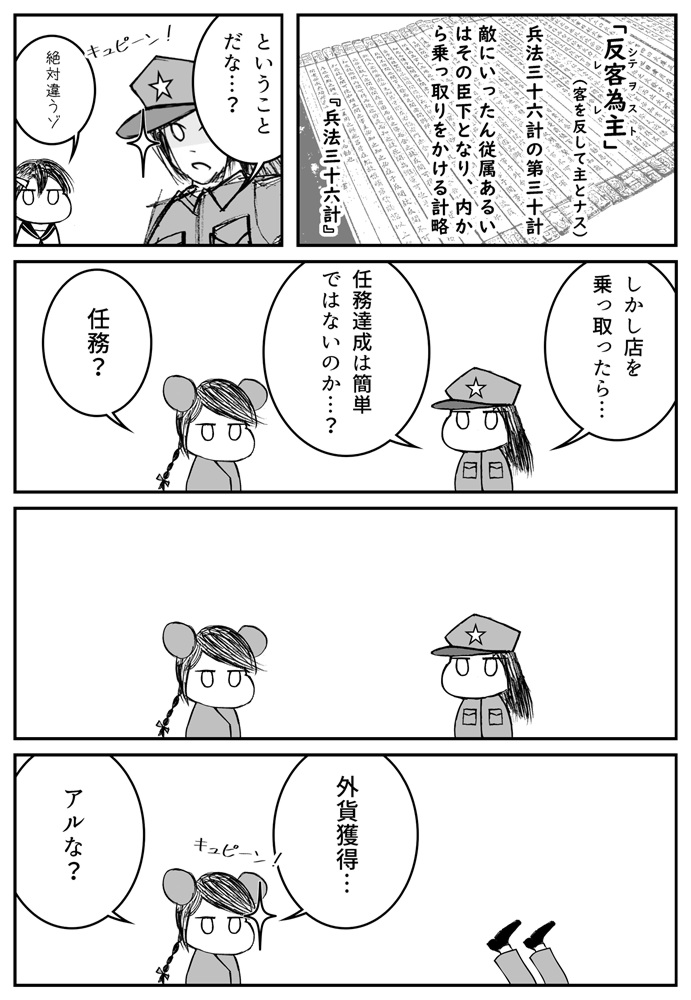 「反客為主」
シテ ヲ スト
レ レ
(客を反して主とナス)
兵法三十六計の第三十計
敵にいったん従属あるい
はその臣下となり、内か
ら乗っ取りをかける計略
『兵法三十六計』
ということ
だな…?
キュピーン!
絶対違うゾ
しかし店を
乗っ取ったら…
任務達成は簡単
ではないのか…?
任務?
外貨獲得…
キュピーン!
アルな?